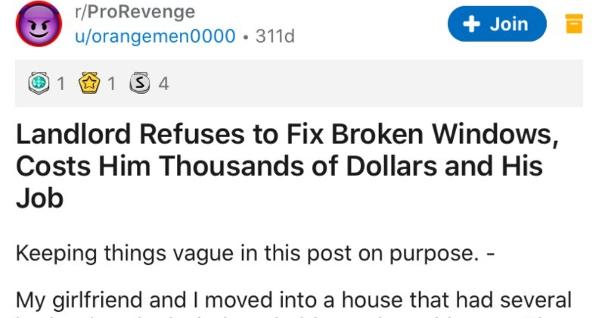 r/ProRevenge
u/orangemen0000 • 311d
+ Join
1 1 S 4
Landlord Refuses to Fix Broken Windows,
Costs Him Thousands of Dollars and His
Job
Keeping things vague in this post on purpose. -
My girlfriend and I moved into a house that had several